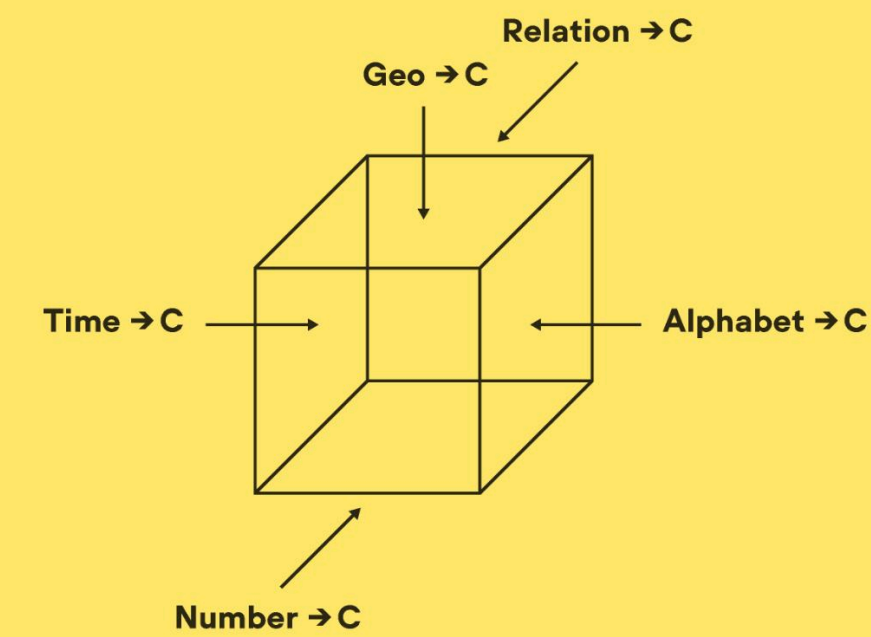 Relation → C
Geo → C
Time → C
Alphabet → C
Number → C